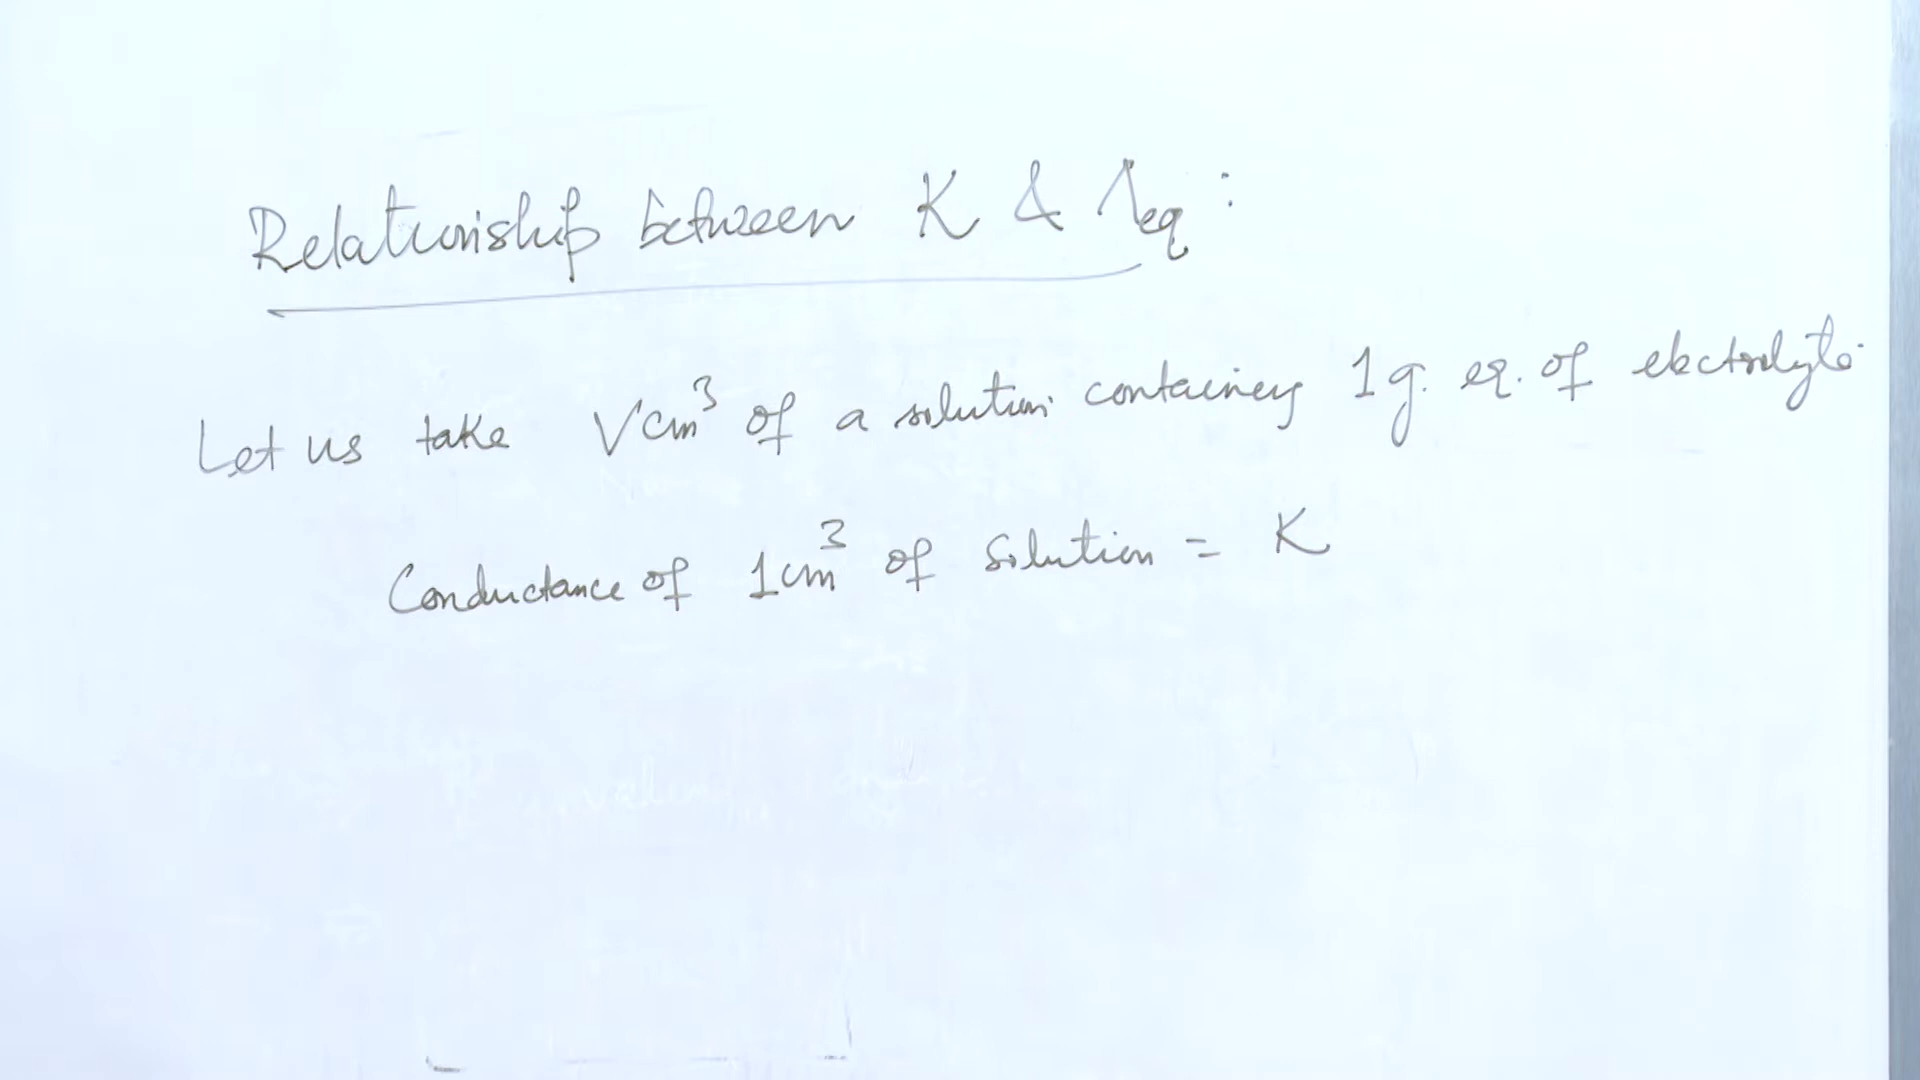 Relationship between K & Λeq :
Let us take V cm³ of a solution containing 1 g. eq. of electrolyte.
Conductance of 1 cm³ of solution = K